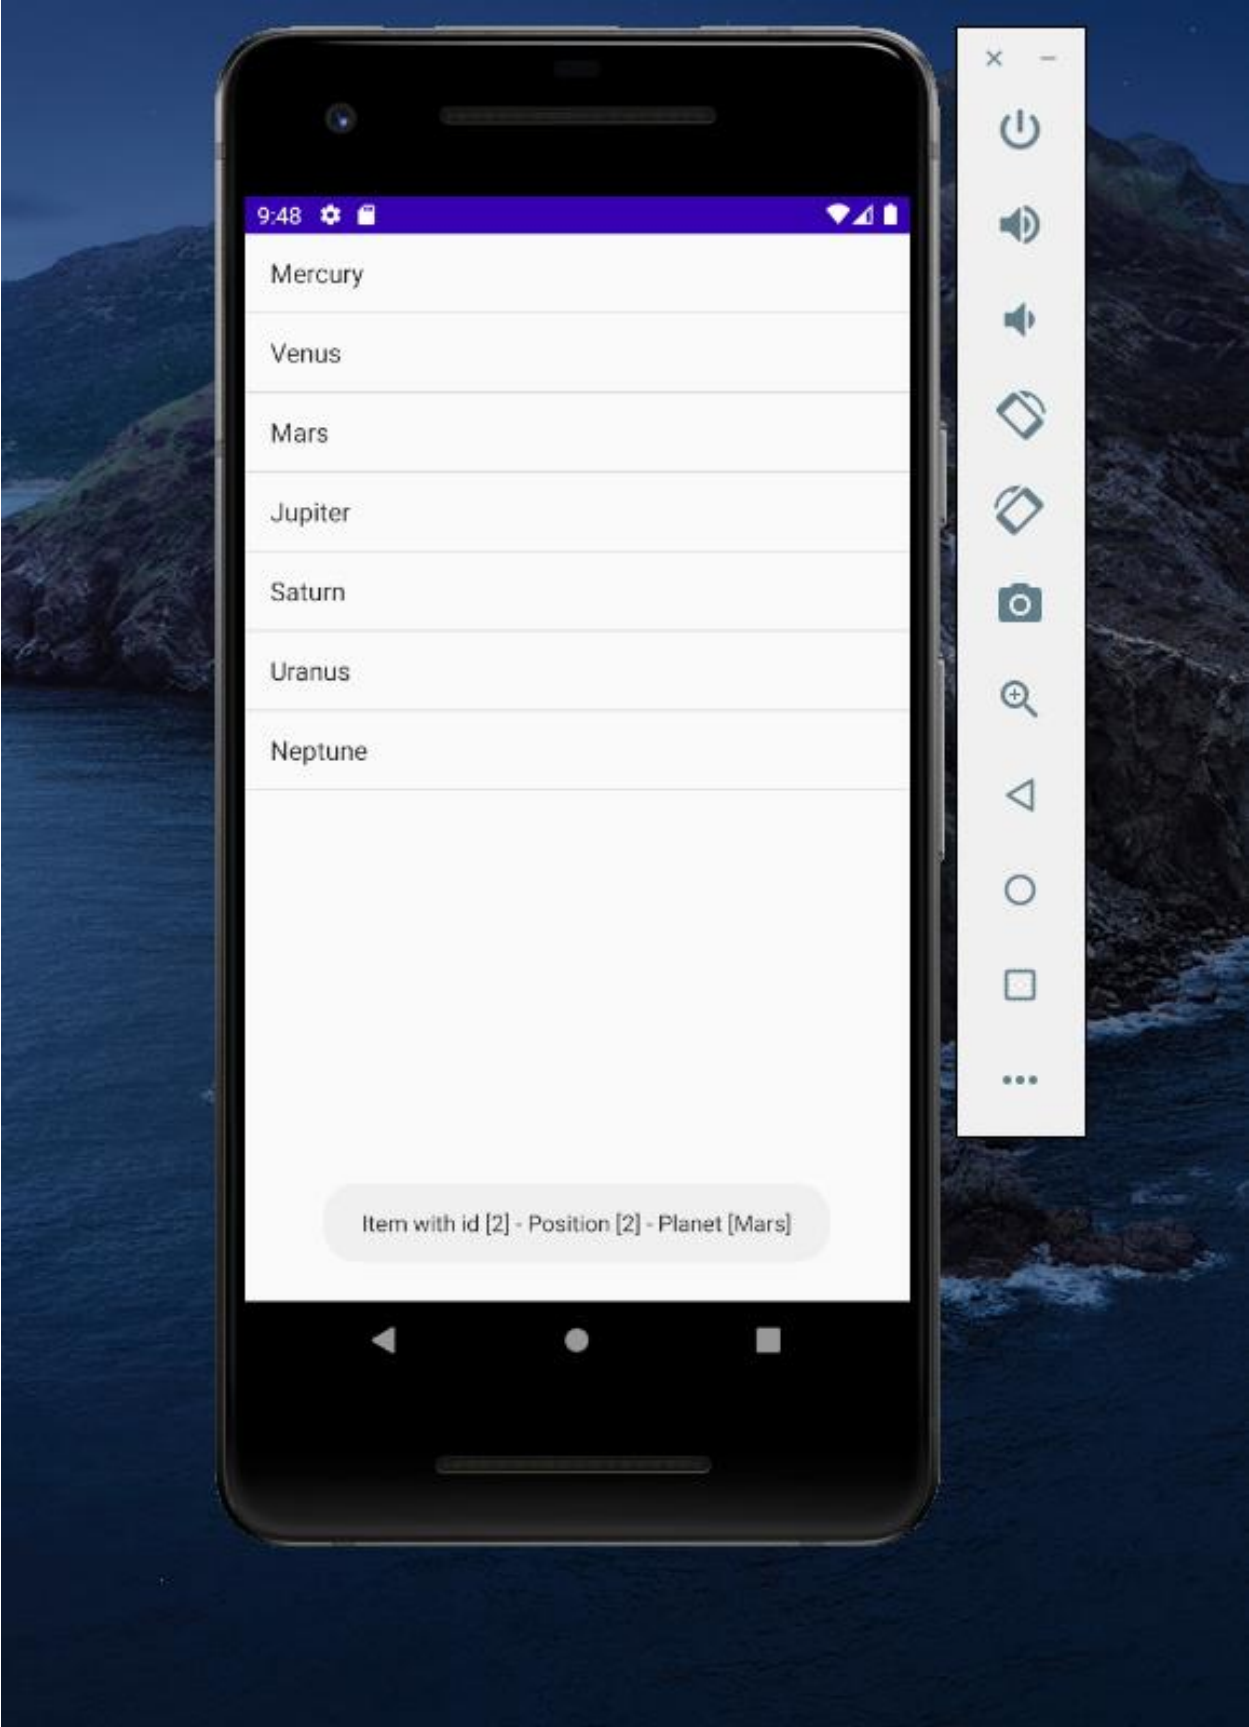 9:48
Mercury
Venus
Mars
Jupiter
Saturn
Uranus
Neptune
Item with id [2] - Position [2] - Planet [Mars]